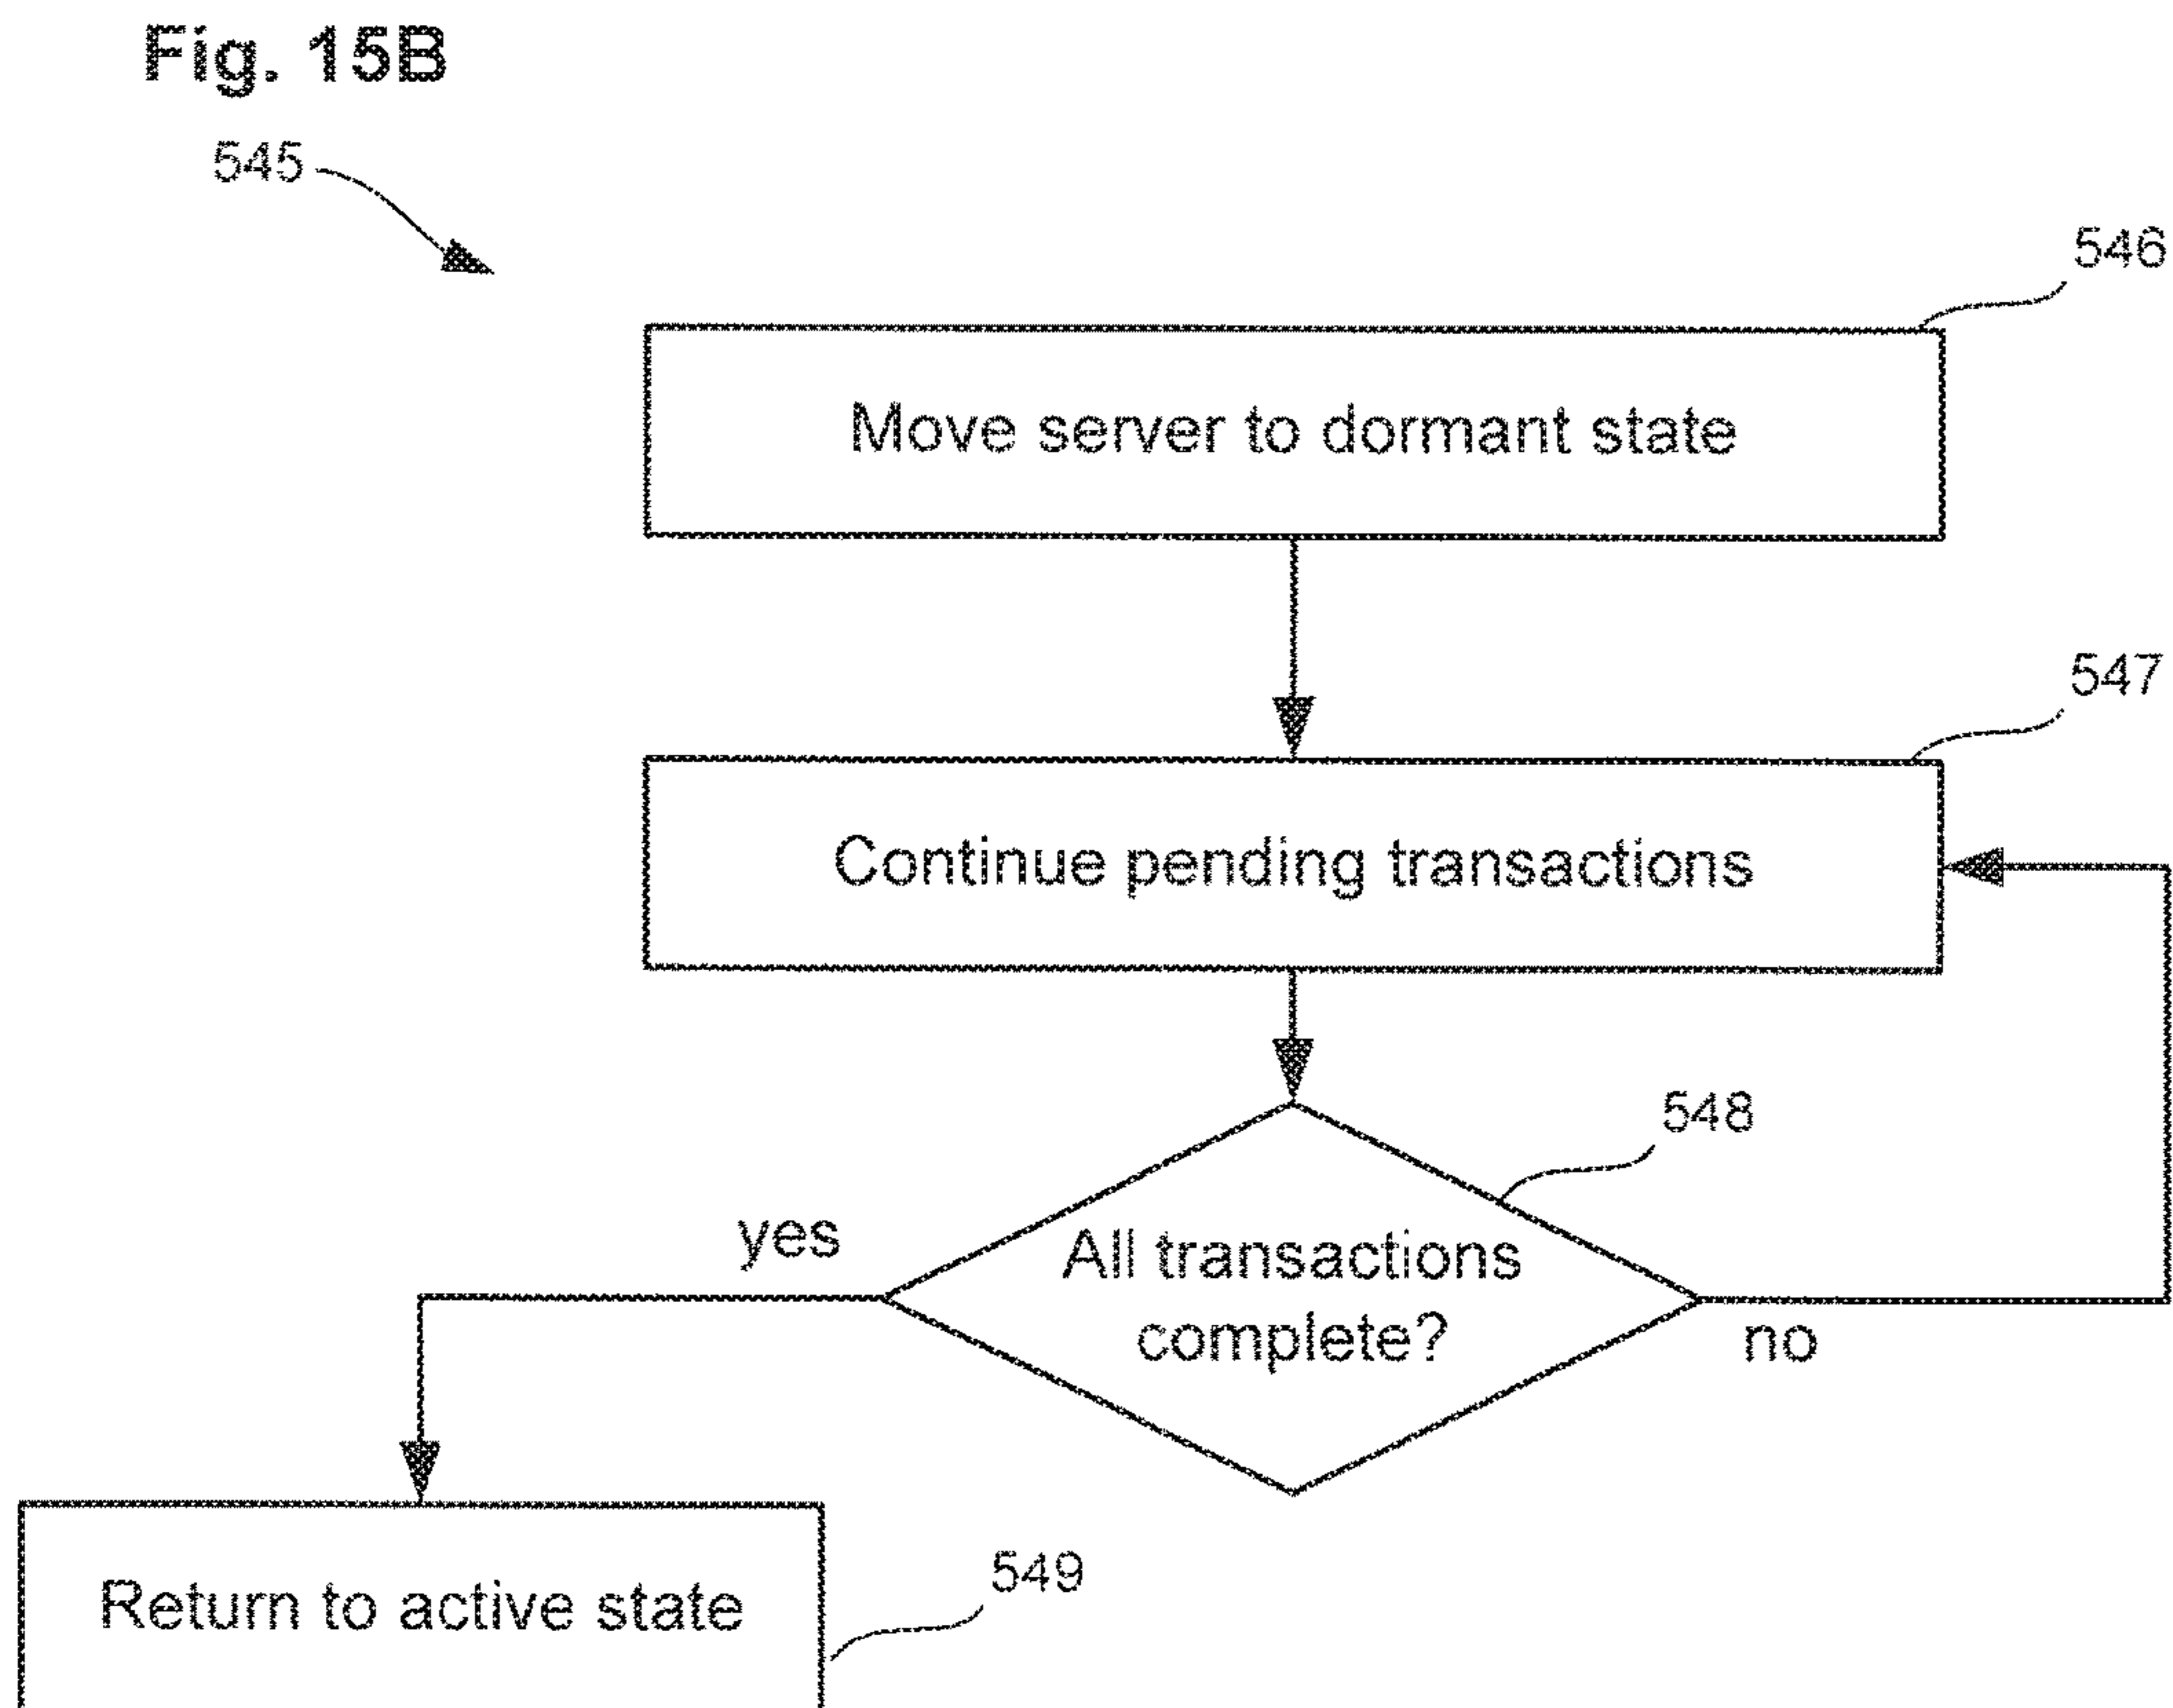 Fig. 15B
545
546
Move server to dormant state
547
Continue pending transactions
548
yes
All transactions
complete?
no
549
Return to active state